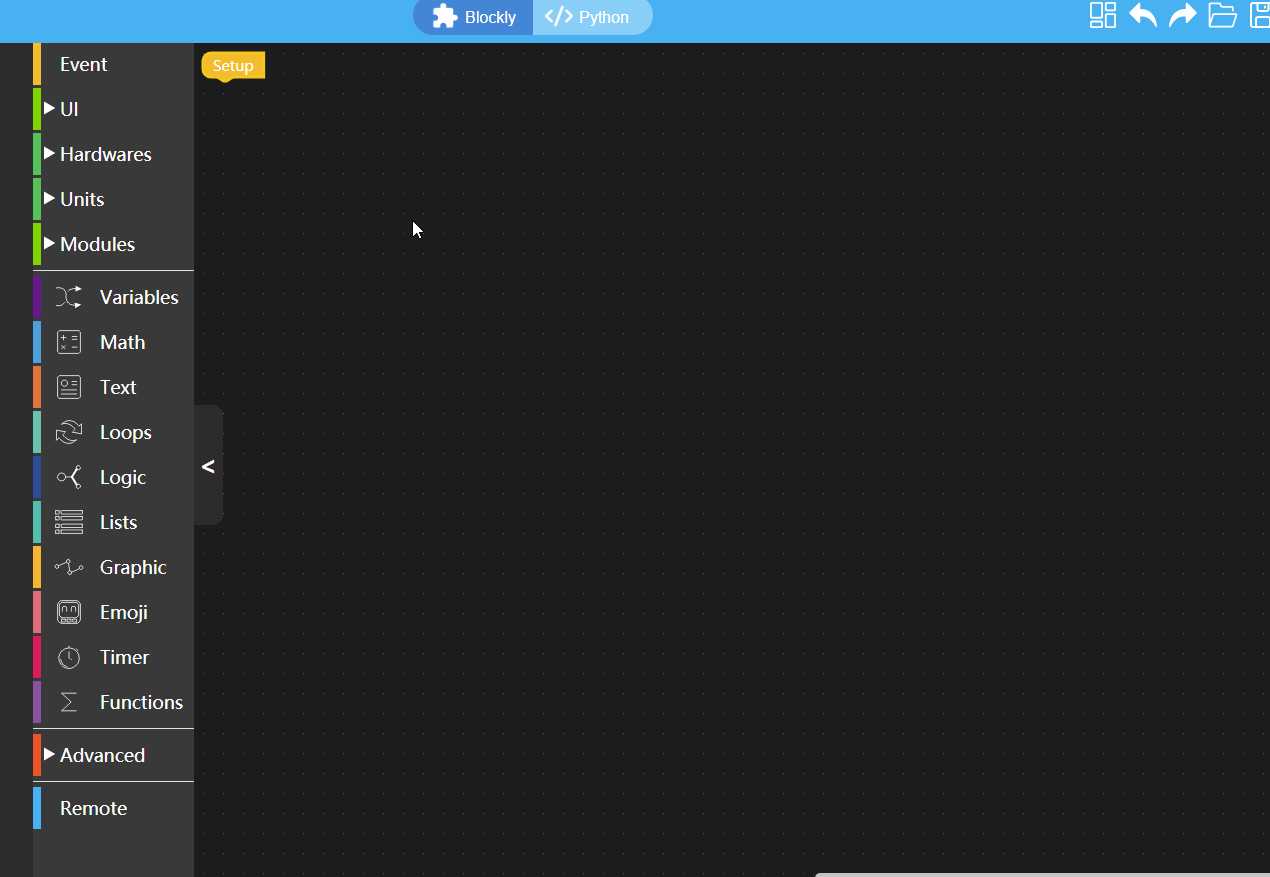 Blockly
</> Python
Event
Setup
UI
Hardwares
Units
Modules
Variables
Math
Text
Loops
<
Logic
Lists
Graphic
Emoji
Timer
Functions
Advanced
Remote